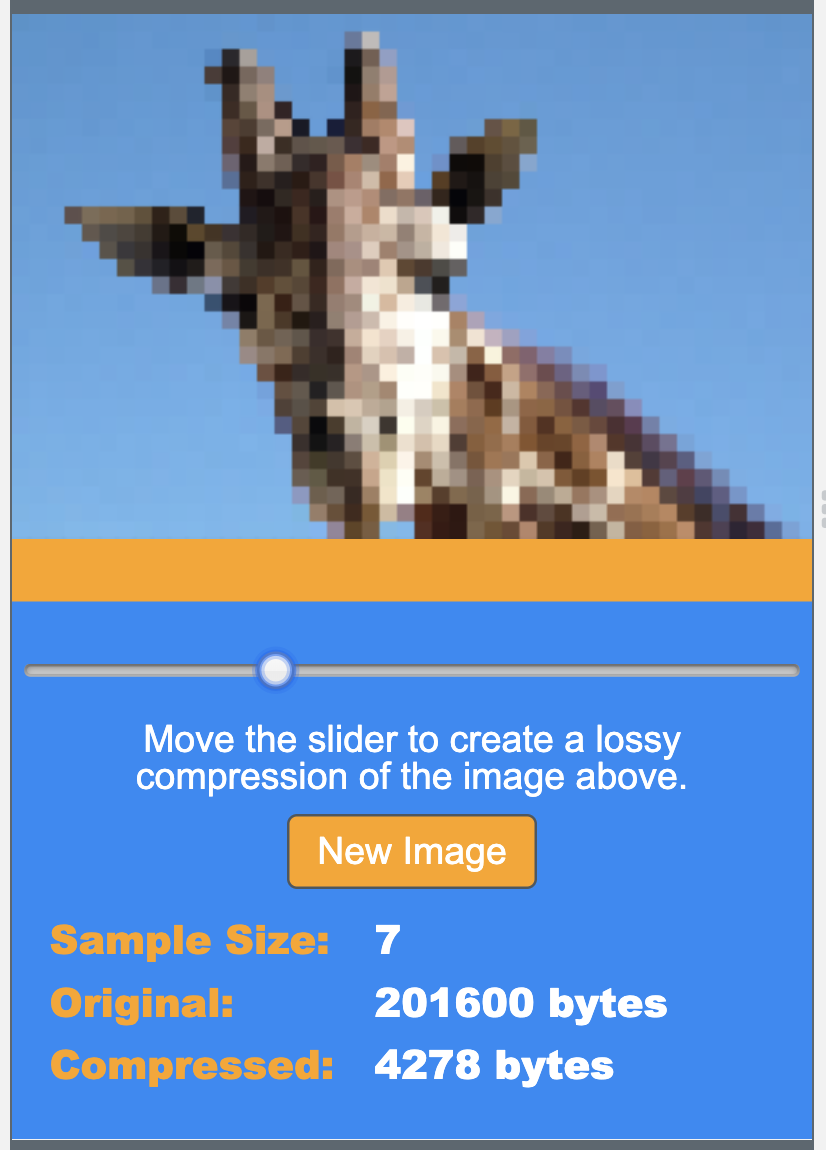 Move the slider to create a lossy
compression of the image above.
New Image
Sample Size: 7
Original: 201600 bytes
Compressed: 4278 bytes